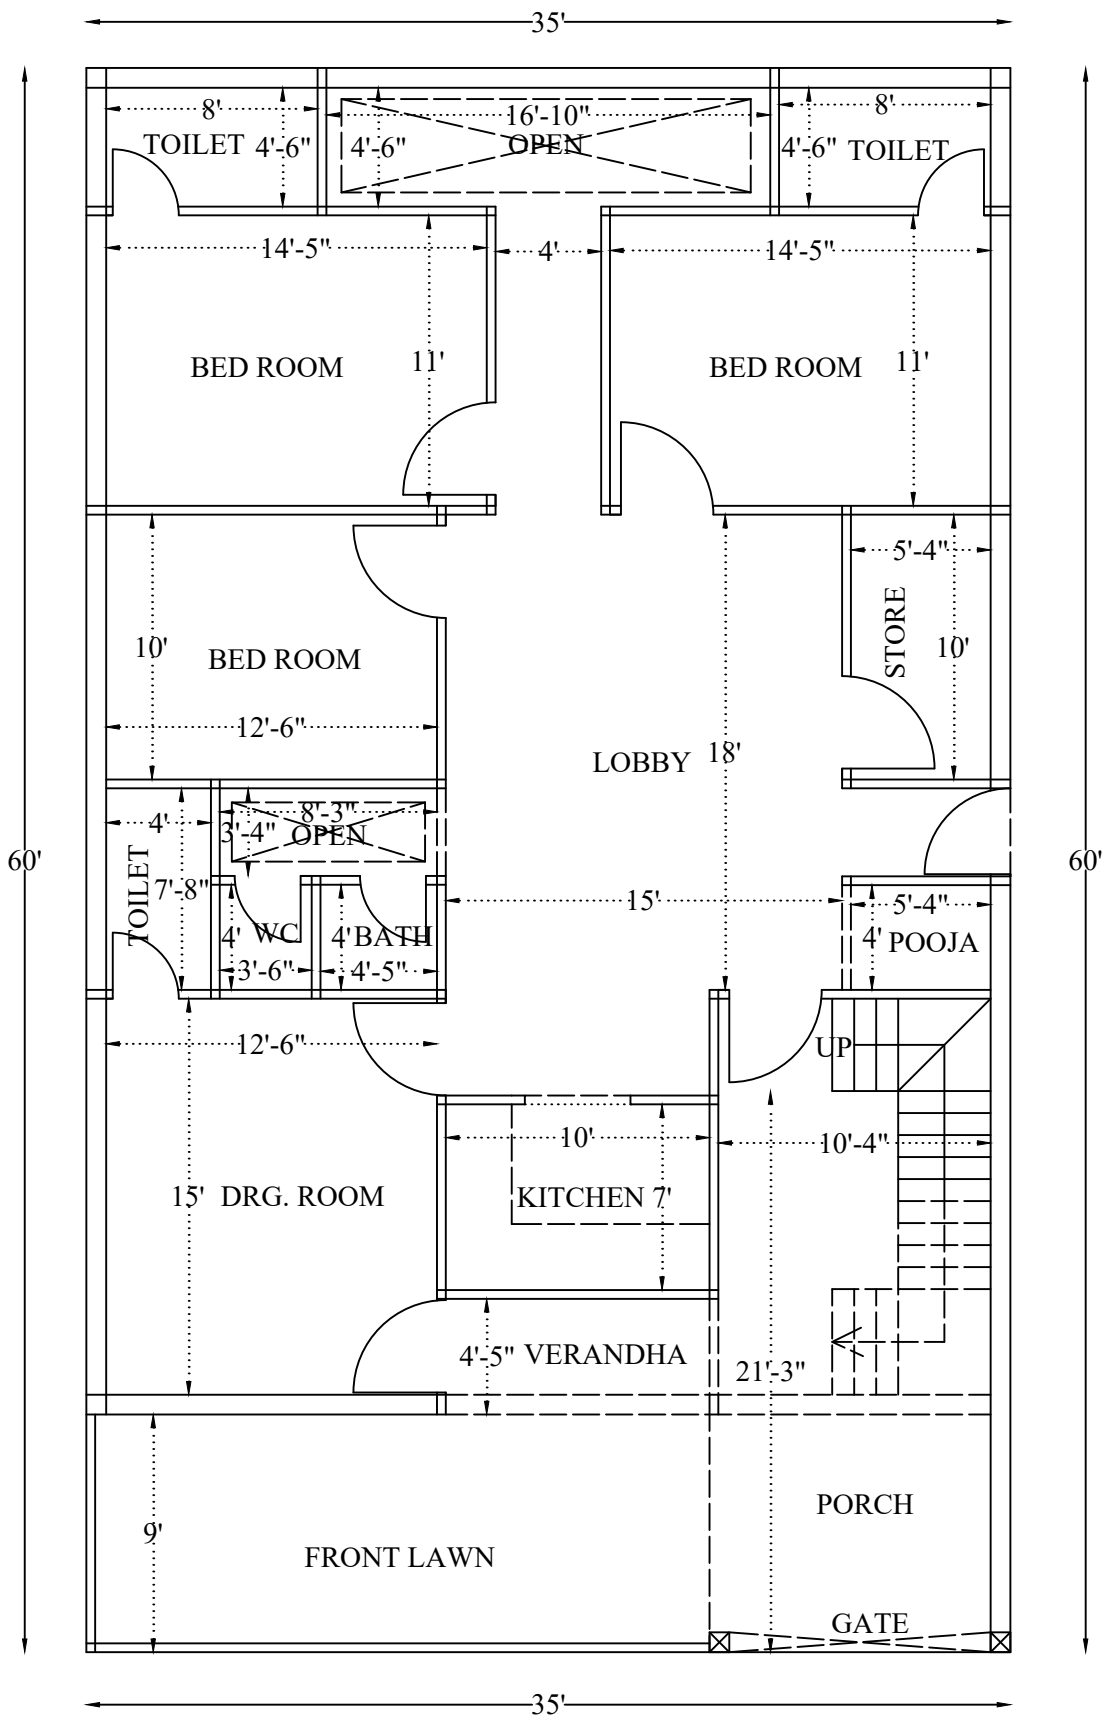 35'
8'
16'-10"
8'
TOILET
4'-6"
4'-6"
OPEN
4'-6"
TOILET
14'-5"
4'
14'-5"
BED ROOM
11'
BED ROOM
11'
5'-4"
STORE
10'
BED ROOM
10'
12'-6"
LOBBY
18'
4'
8'-3"
3'-4"
OPEN
60'
60'
TOILET
7'-8"
15'
5'-4"
4'
WC
4'
BATH
4'
POOJA
3'-6"
4'-5"
12'-6"
UP
10'
10'-4"
15'
DRG. ROOM
KITCHEN
7'
4'-5"
VERANDHA
21'-3"
PORCH
9'
FRONT LAWN
GATE
35'